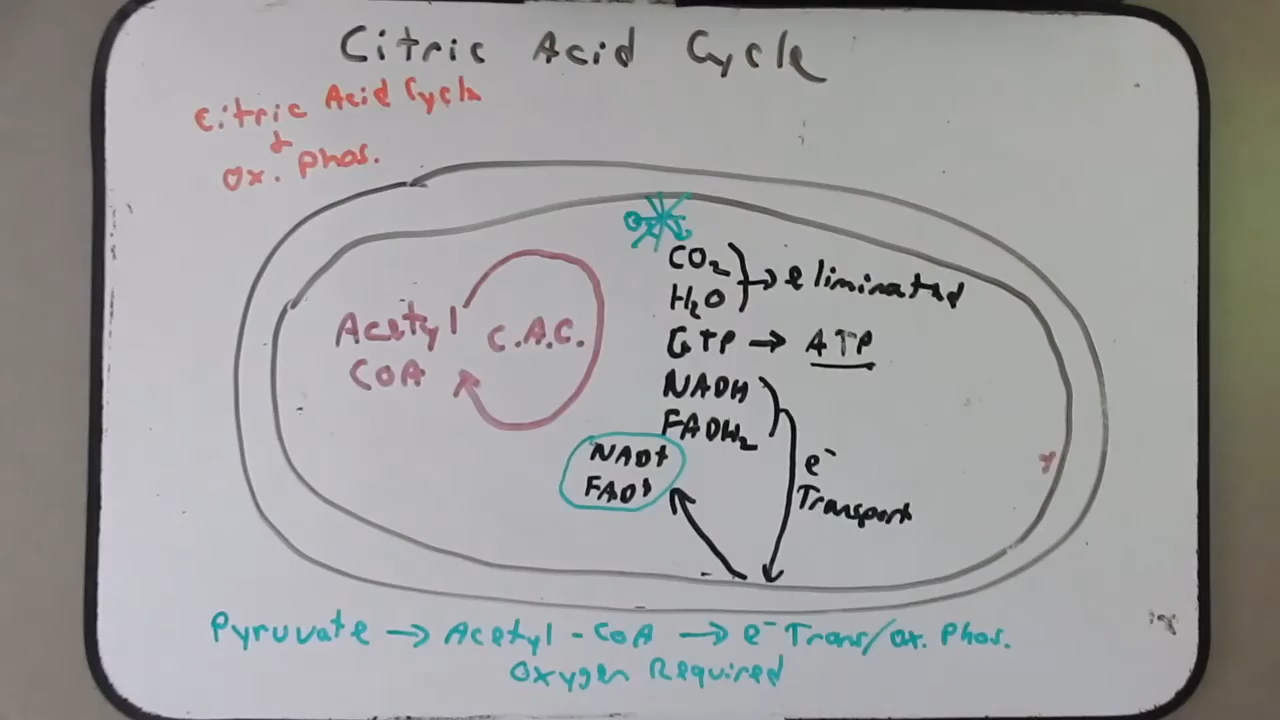 Citric Acid Cycle
Citric Acid Cycle
+
Ox. Phos.
CO2
H2O
eliminated
GTP → ATP
NADH
FADH2
Acetyl
CoA
C.A.C.
NAD+
FAD+
e-
Transport
Pyruvate → Acetyl-CoA → e- Trans/Ox. Phos.
Oxygen Required